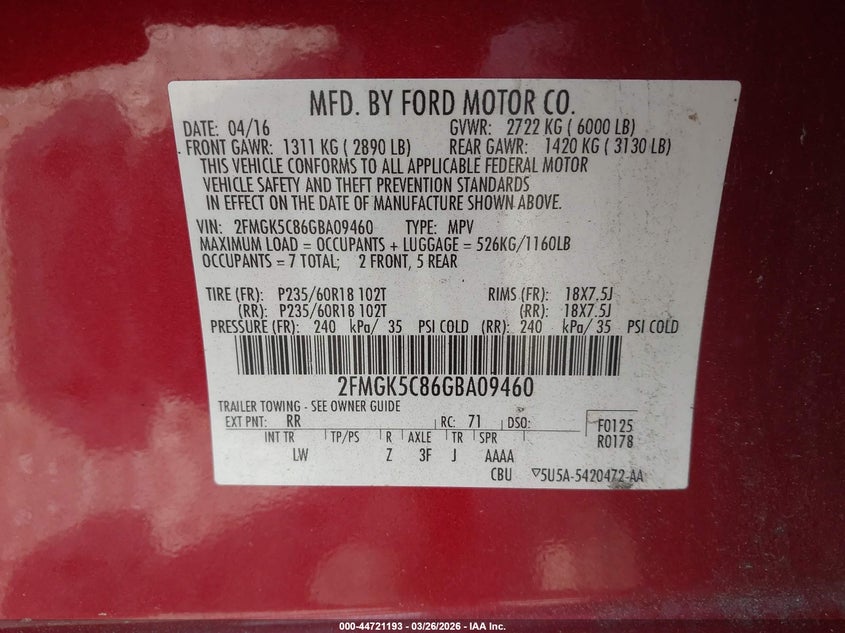 MFD. BY FORD MOTOR CO.
DATE: 04/16 GVWR: 2722 KG ( 6000 LB)
FRONT GAWR: 1311 KG ( 2890 LB) REAR GAWR: 1420 KG ( 3130 LB)
THIS VEHICLE CONFORMS TO ALL APPLICABLE FEDERAL MOTOR
VEHICLE SAFETY AND THEFT PREVENTION STANDARDS
IN EFFECT ON THE DATE OF MANUFACTURE SHOWN ABOVE.
VIN: 2FMGK5C86GBA09460 TYPE: MPV
MAXIMUM LOAD = OCCUPANTS + LUGGAGE = 526KG/1160LB
OCCUPANTS = 7 TOTAL; 2 FRONT, 5 REAR
TIRE (FR): P235/60R18 102T RIMS (FR): 18X7.5J
(RR): P235/60R18 102T (RR): 18X7.5J
PRESSURE (FR): 240 kPa/ 35 PSI COLD (RR): 240 kPa/ 35 PSI COLD
2FMGK5C86GBA09460
TRAILER TOWING - SEE OWNER GUIDE
EXT PNT: RR RC: 71 DSO: F0125
R0178
INT TR TP/PS R AXLE TR SPR
LW Z 3F J AAAA
CBU ▽5U5A-5420472-AA
000-44721193 - 03/26/2026 - IAA Inc.